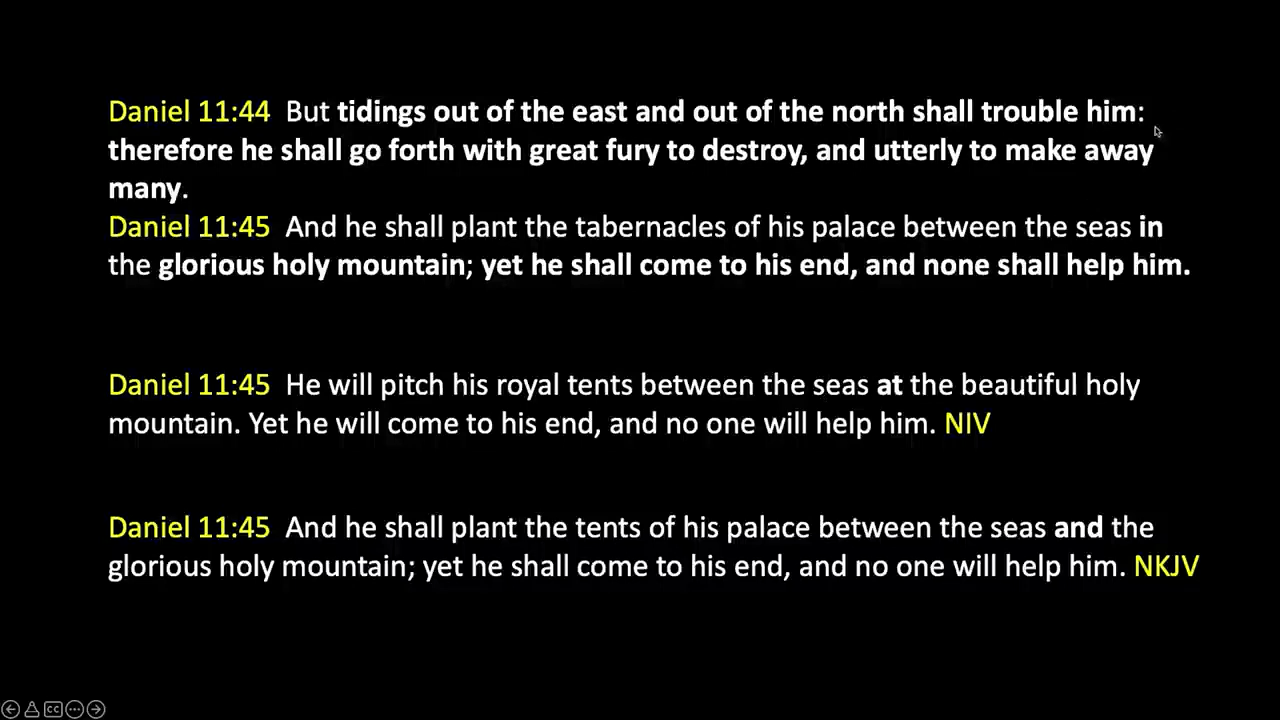 Daniel 11:44 But tidings out of the east and out of the north shall trouble him:
therefore he shall go forth with great fury to destroy, and utterly to make away
many.
Daniel 11:45 And he shall plant the tabernacles of his palace between the seas in
the glorious holy mountain; yet he shall come to his end, and none shall help him.
Daniel 11:45 He will pitch his royal tents between the seas at the beautiful holy
mountain. Yet he will come to his end, and no one will help him. NIV
Daniel 11:45 And he shall plant the tents of his palace between the seas and the
glorious holy mountain; yet he shall come to his end, and no one will help him. NKJV
CC